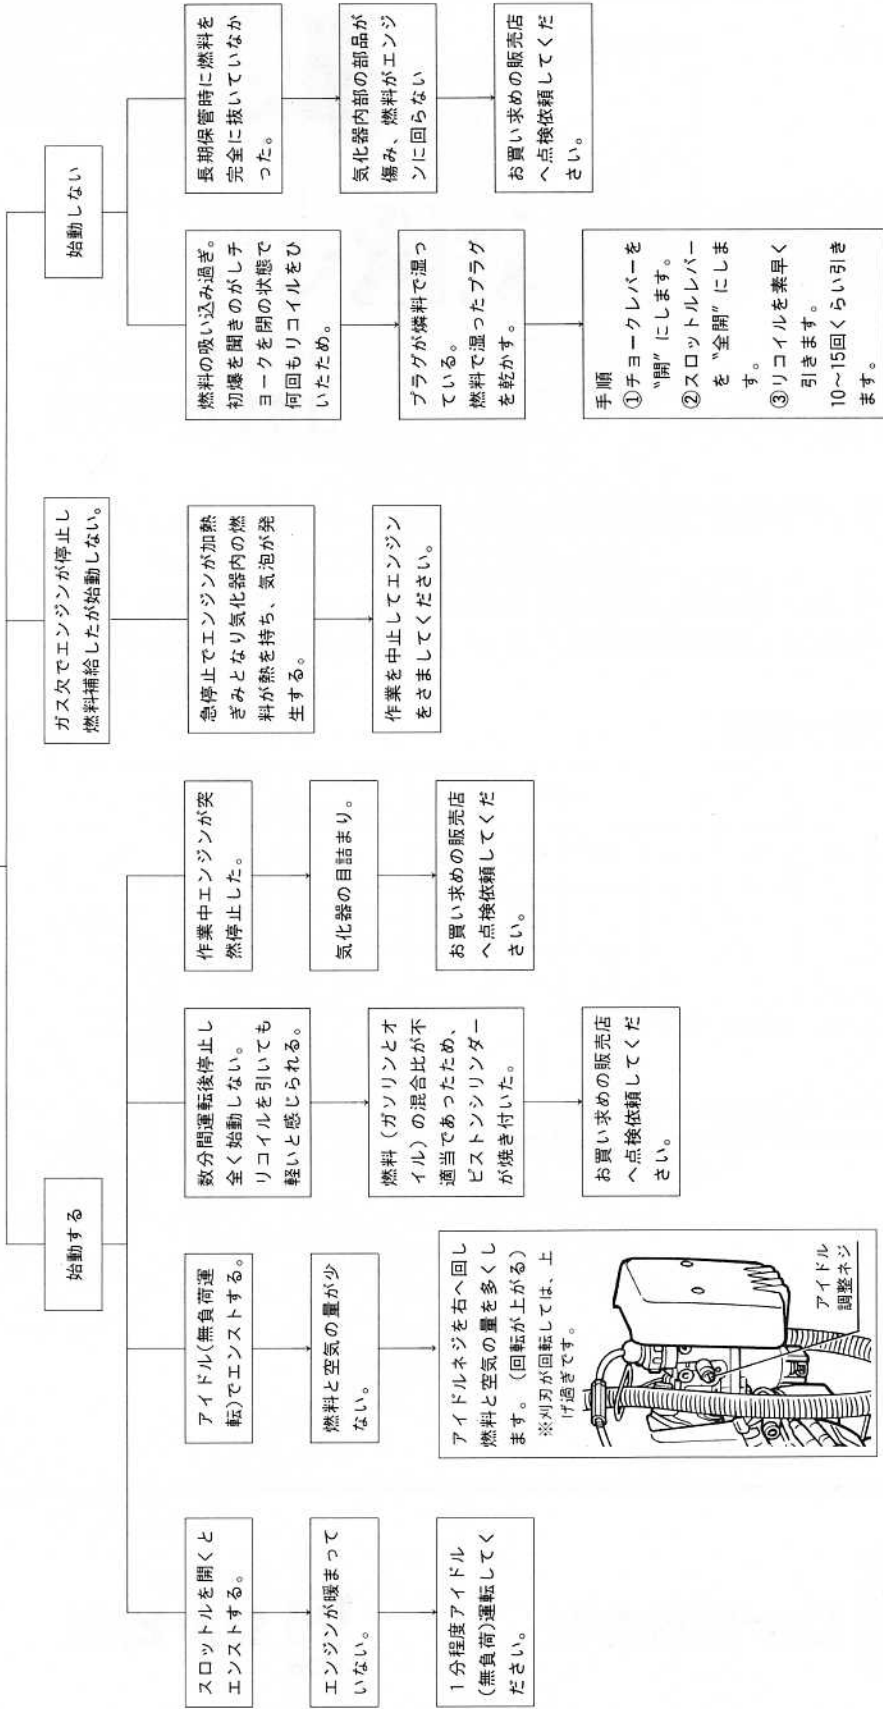 始動する
スロットルを開くと
エンストする。
エンジンが暖まって
いない。
1分程度アイドル
(無負荷)運転してく
ださい。
アイドル(無負荷運
転)でエンストする。
燃料と空気の量が少
ない。
アイドルネジを右へ回し
燃料と空気の量を多くし
ます。（回転が上がる）
※刈刃が回転しては、上
げ過ぎです。
アイドル
調整ネジ
数分間運転後停止し
全く始動しない。
リコイルを引いても
軽いと感じられる。
燃料（ガソリンとオ
イル）の混合比が不
適当であったため、
ピストンシリンダー
が焼き付いた。
お買い求めの販売店
へ点検依頼してくだ
さい。
作業中エンジンが突
然停止した。
気化器の目詰まり。
お買い求めの販売店
へ点検依頼してくだ
さい。
ガス欠でエンジンが停止し
燃料補給したが始動しない。
急停止でエンジンが加熱
ぎみとなり気化器内の燃
料が熱を持ち、気泡が発
生する。
作業を中止してエンジン
をさましてください。
始動しない
燃料の吸い込み過ぎ。
初爆を聞きのがしチ
ョークを閉の状態で
何回もリコイルをひ
いたため。
プラグが燐料で湿っ
ている。
燃料で湿ったプラグ
を乾かす。
手順
①チョークレバーを
〝開〟にします。
②スロットルレバー
を〝全開〟にしま
す。
③リコイルを素早く
引きます。
10〜15回くらい引き
ます。
長期保管時に燃料を
完全に抜いていなか
った。
気化器内部の部品が
傷み、燃料がエンジ
ンに回らない
お買い求めの販売店
へ点検依頼してくだ
さい。